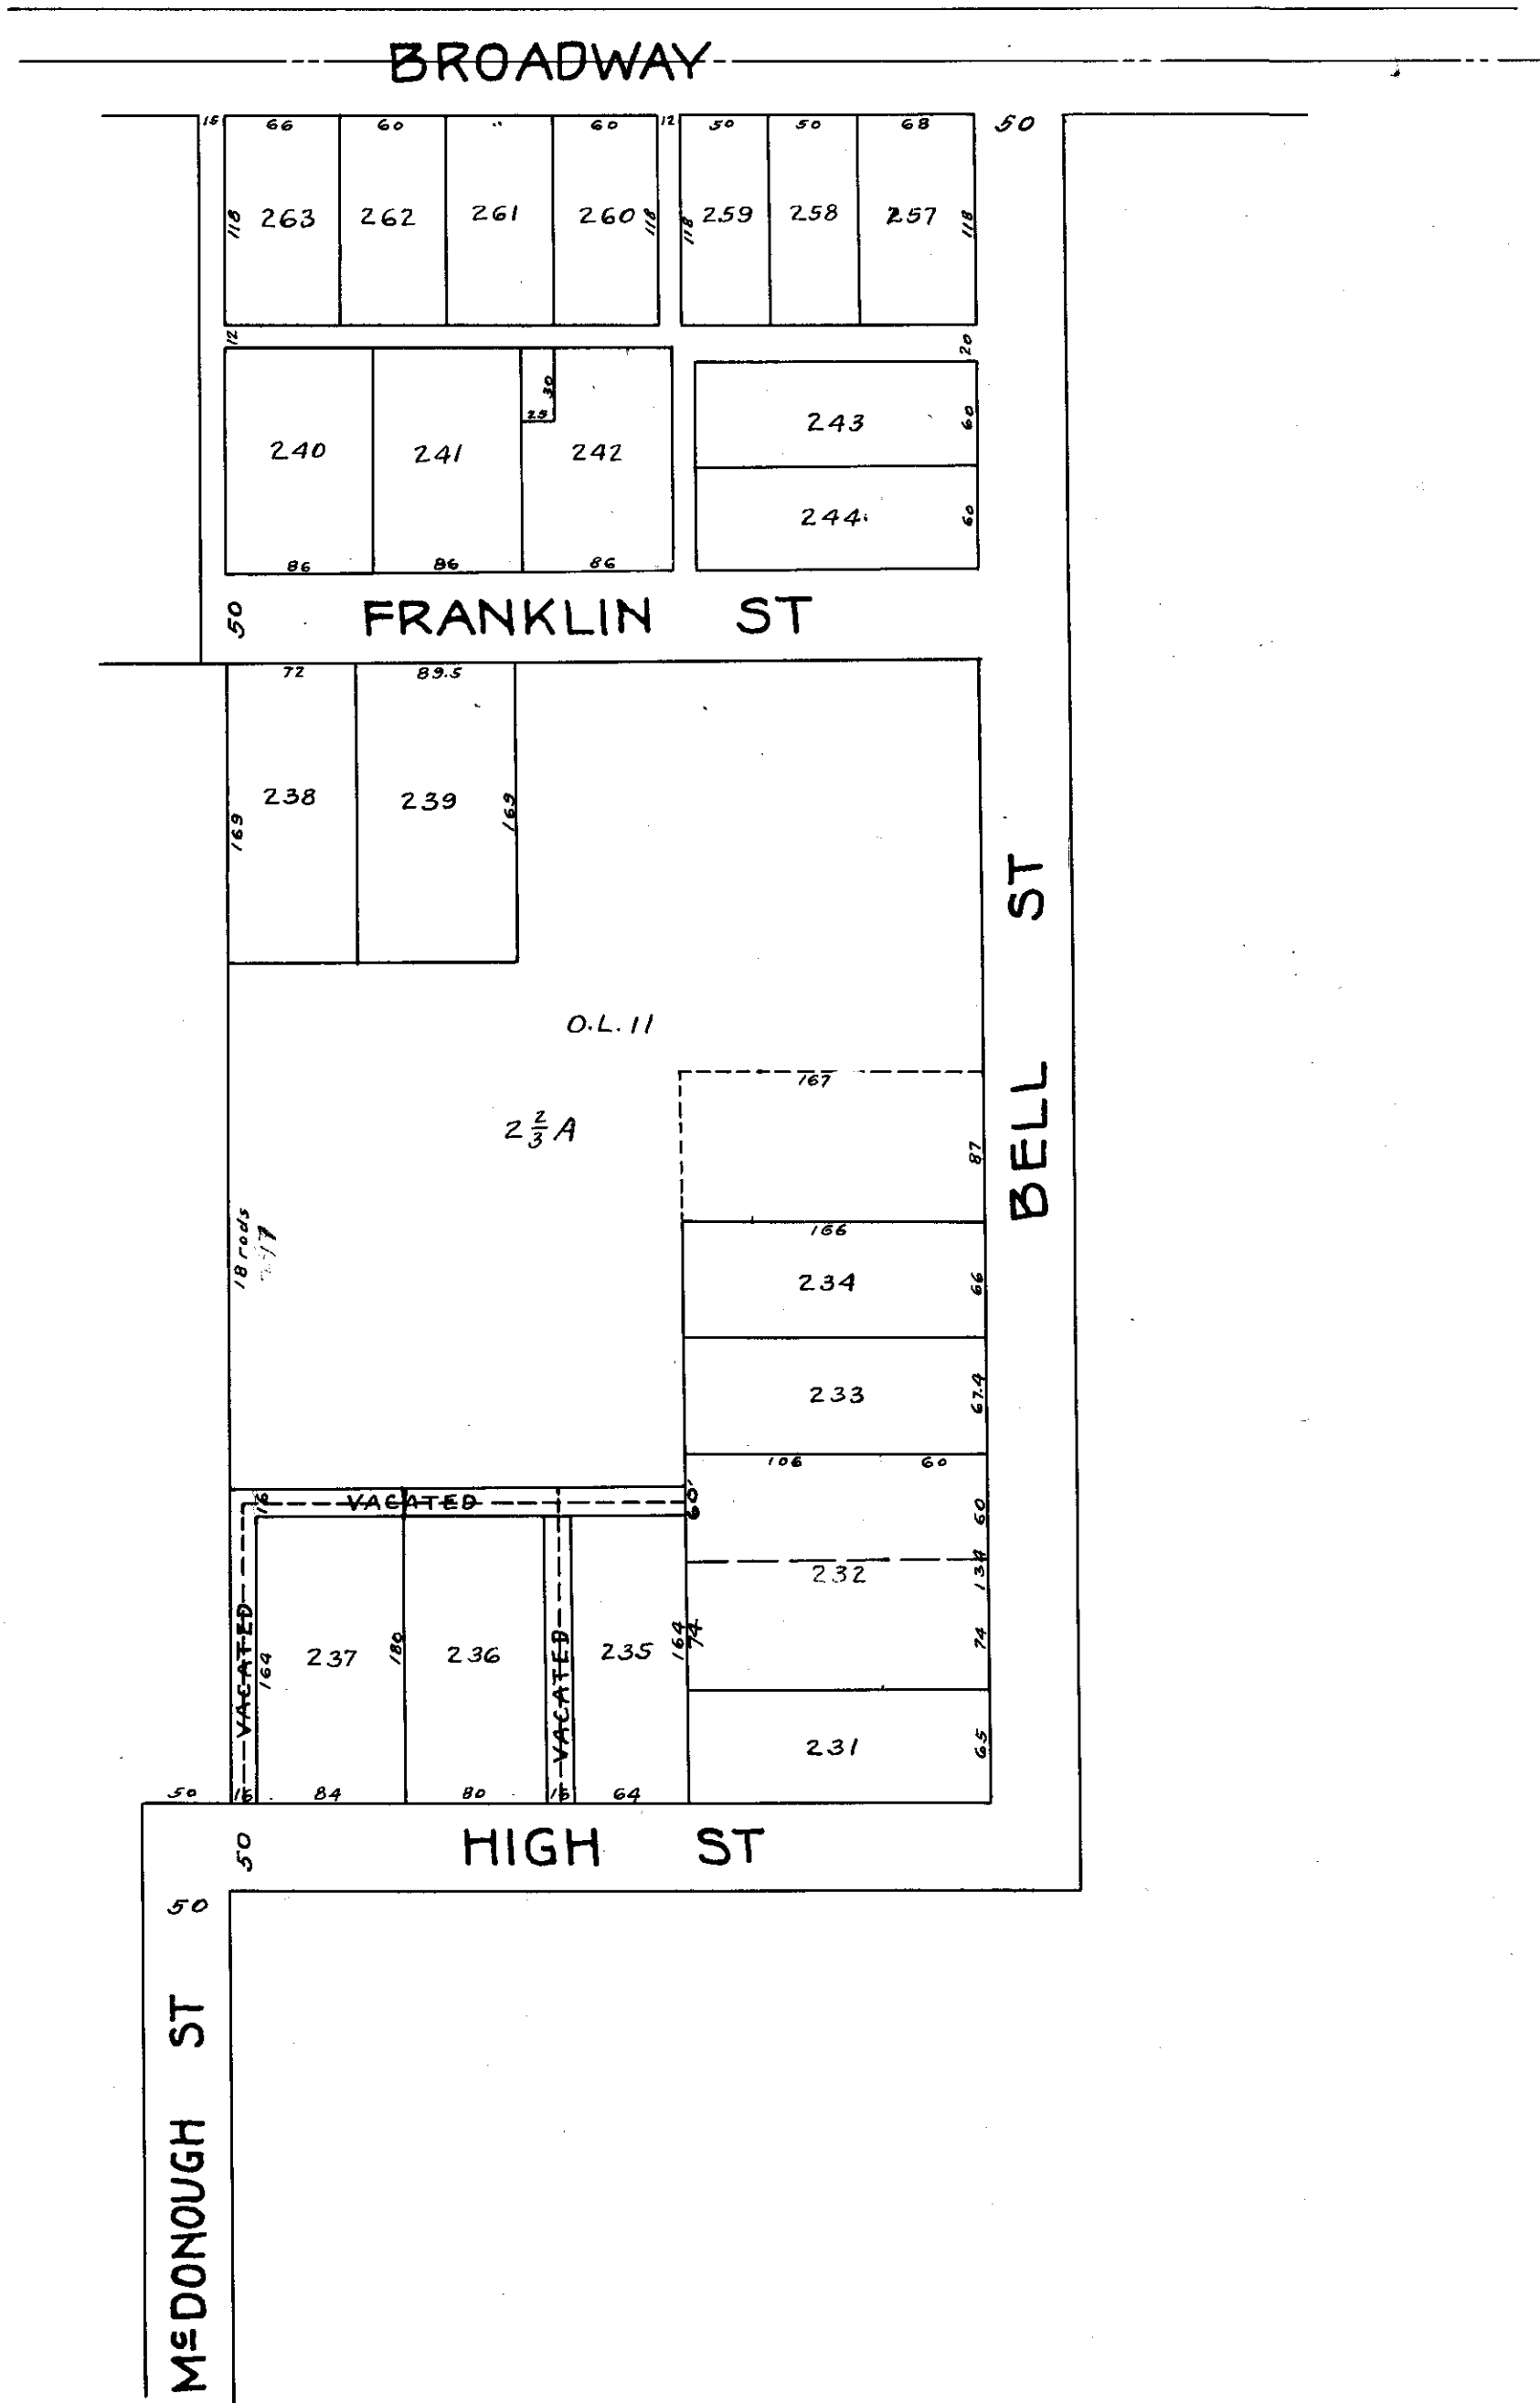 BROADWAY
15 66 60 " 60 12 50 50 68 50
118 263 262 261 260 118 118 259 258 257 118
12 20
30
25
240 241 242
243 60
244 60
86 86 86
50 FRANKLIN ST
72 89.5
169 238 239 169
BELL ST
O.L. 11
2 2/3 A
167
87
18 rods
166
234 66
233 67.4
106 60
16 VACATED 60'
60
134
232
74
VACATED 164 237 180 236 VACATED 235 164 74
231 65
50 16 84 80 16 64
50 HIGH ST
50
McDONOUGH ST